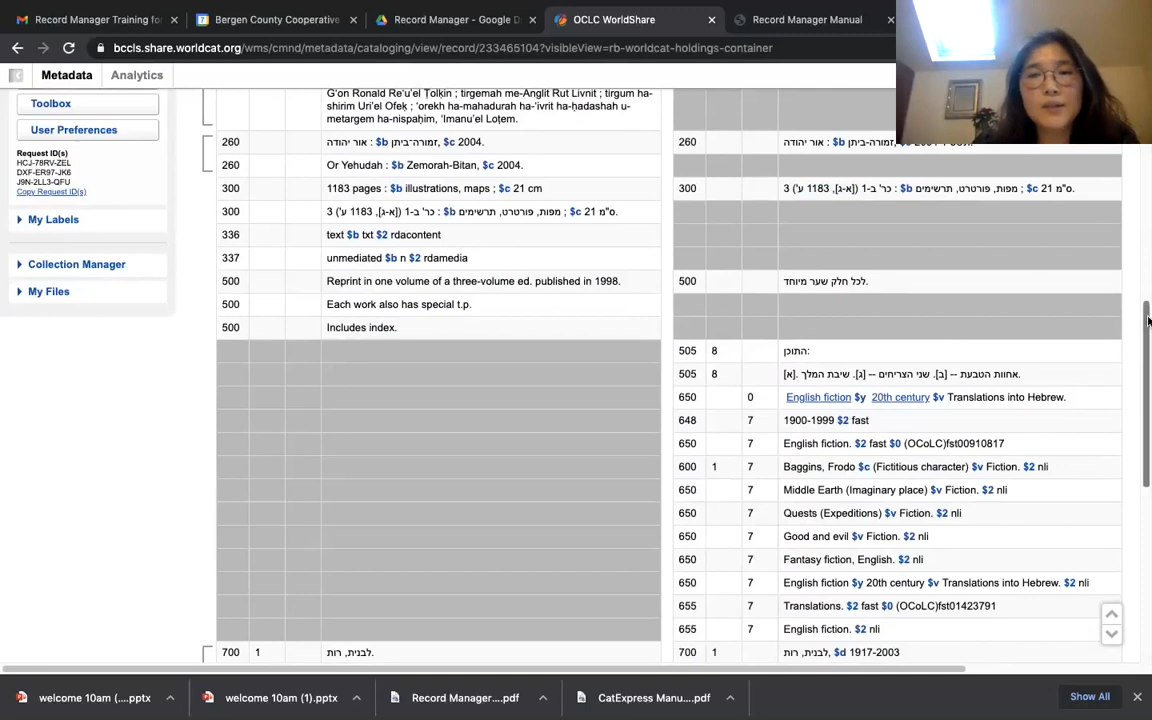 Record Manager Training fo
Bergen County Cooperative
Record Manager - Google D
OCLC WorldShare
Record Manager Manual
bccls.share.worldcat.org/wms/cmnd/metadata/cataloging/view/record/233465104?visibleView=rb-worldcat-holdings-container
Metadata Analytics
Toolbox
User Preferences
Request ID(s)
HCJ-78RV-ZEL
DXF-ER97-JK6
J9N-2LL3-QFU
Copy Request ID(s)
My Labels
Collection Manager
My Files
G'on Ronald Re'u'el Ṭolḳin ; tirgemah me-Anglit Rut Livnit ; tirgum ha-
shirim Uri'el Ofeḳ ; 'orekh ha-mahadurah ha-'ivrit ha-ḥadashah u-
metargem ha-nispaḥim, 'Imanu'el Loṭem.
260 אור יהודה : $b זמורה-ביתן, $c 2004.
260 Or Yehudah : $b Zemorah-Bitan, $c 2004.
300 1183 pages : $b illustrations, maps ; $c 21 cm
300 3 כר' ב-1 ([א-ג], 1183 ע') : $b מפות, פורטרט, תרשימים ; $c 21 ס"מ.
336 text $b txt $2 rdacontent
337 unmediated $b n $2 rdamedia
500 Reprint in one volume of a three-volume ed. published in 1998.
500 Each work also has special t.p.
500 Includes index.
700 1 לבנית, רות.
260 אור יהודה : $b זמורה-ביתן,
300 3 כר' ב-1 ([א-ג], 1183 ע') : $b מפות, פורטרט, תרשימים ; $c 21 ס"מ.
500 לכל חלק שער מיוחד.
505 8 התוכן:
505 8 [א]. אחוות הטבעת -- [ב]. שני הצריחים -- [ג]. שיבת המלך.
650 0 English fiction $y 20th century $v Translations into Hebrew.
648 7 1900-1999 $2 fast
650 7 English fiction. $2 fast $0 (OCoLC)fst00910817
600 1 7 Baggins, Frodo $c (Fictitious character) $v Fiction. $2 nli
650 7 Middle Earth (Imaginary place) $v Fiction. $2 nli
650 7 Quests (Expeditions) $v Fiction. $2 nli
650 7 Good and evil $v Fiction. $2 nli
650 7 Fantasy fiction, English. $2 nli
650 7 English fiction $y 20th century $v Translations into Hebrew. $2 nli
655 7 Translations. $2 fast $0 (OCoLC)fst01423791
655 7 English fiction. $2 nli
700 1 לבנית, רות, $d 1917-2003
welcome 10am (....pptx
welcome 10am (1).pptx
Record Manager....pdf
CatExpress Manu....pdf
Show All